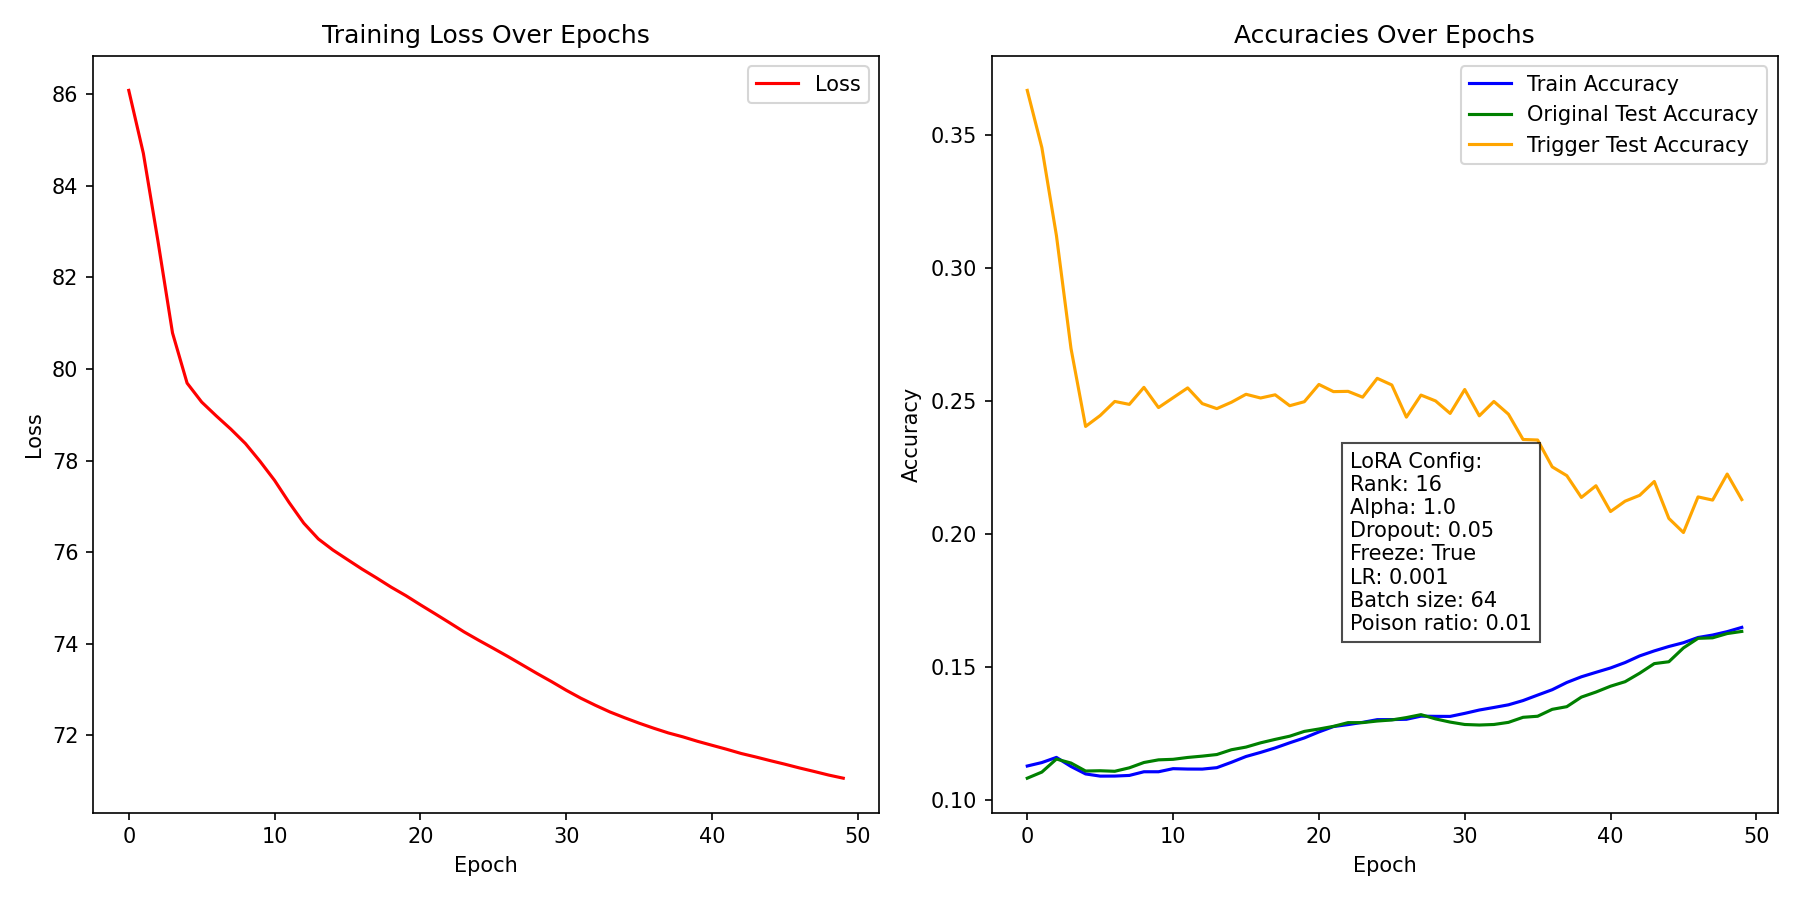 Training Loss Over Epochs
Loss
86
84
82
80
78
76
74
72
Loss
0
10
20
30
40
50
Epoch
Accuracies Over Epochs
Train Accuracy
Original Test Accuracy
Trigger Test Accuracy
0.35
0.30
0.25
0.20
0.15
0.10
Accuracy
LoRA Config:
Rank: 16
Alpha: 1.0
Dropout: 0.05
Freeze: True
LR: 0.001
Batch size: 64
Poison ratio: 0.01
0
10
20
30
40
50
Epoch